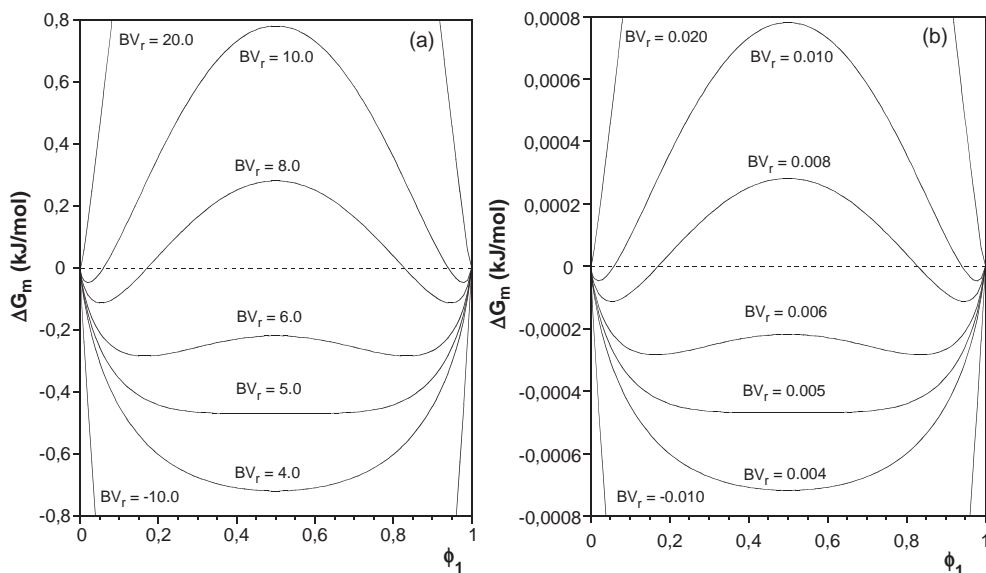 (a)
BVr = 20.0
BVr = 10.0
BVr = 8.0
BVr = 6.0
BVr = 5.0
BVr = 4.0
BVr = -10.0
0,8
0,6
0,4
0,2
0
-0,2
-0,4
-0,6
-0,8
ΔGm (kJ/mol)
0 0,2 0,4 0,6 0,8 1
ϕ1
(b)
BVr = 0.020
BVr = 0.010
BVr = 0.008
BVr = 0.006
BVr = 0.005
BVr = 0.004
BVr = -0.010
0,0008
0,0006
0,0004
0,0002
0
-0,0002
-0,0004
-0,0006
-0,0008
ΔGm (kJ/mol)
0 0,2 0,4 0,6 0,8 1
ϕ1